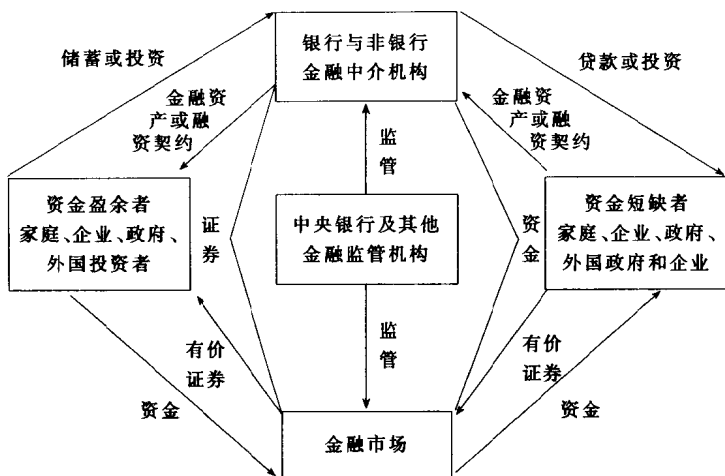 银行与非银行
金融中介机构
储蓄或投资
贷款或投资
金融资
产或融
资契约
金融资
产或融
资契约
监
管
资金盈余者
家庭、企业、政府、
外国投资者
证
券
中央银行及其他
金融监管机构
资
金
资金短缺者
家庭、企业、政府、
外国政府和企业
监
管
有价
证券
有价
证券
资金
资金
金融市场